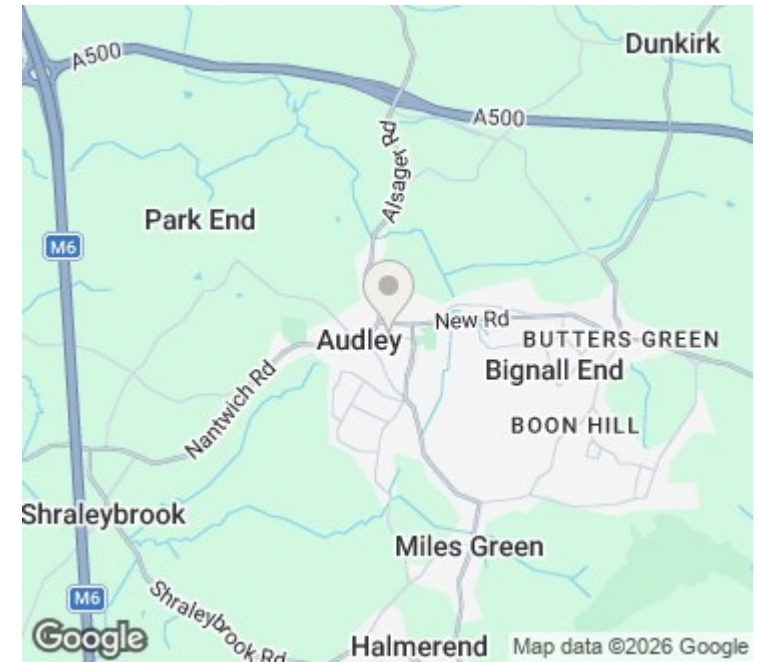 Dunkirk
A500
A500
Alsager Rd
Park End
M6
New Rd
Audley
BUTTERS GREEN
Bignall End
Nantwich Rd
BOON HILL
Shraleybrook
Miles Green
M6
Shraleybrook Rd
Google
Halmerend
Map data ©2026 Google